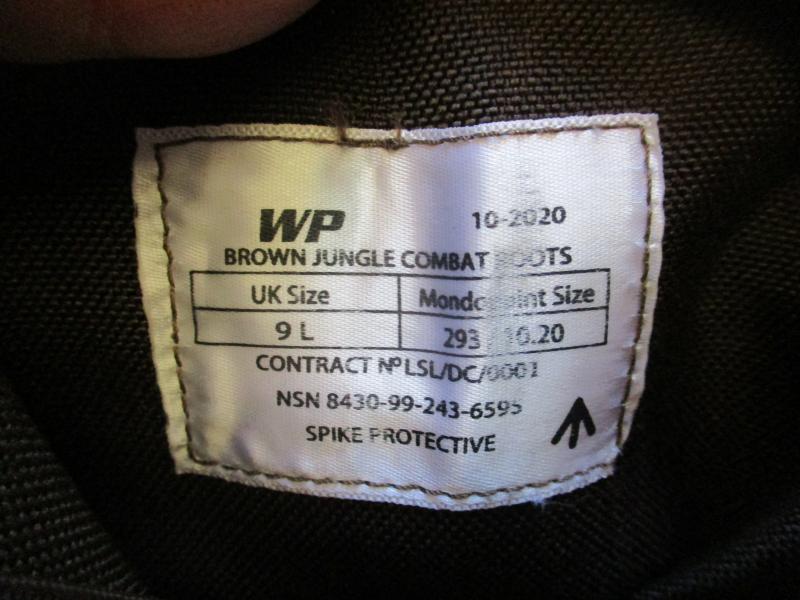 WP
10-2020
BROWN JUNGLE COMBAT BOOTS
UK Size
Mondopoint Size
9 L
293 / 10.20
CONTRACT Nº LSL/DC/0001
NSN 8430-99-243-6595
SPIKE PROTECTIVE